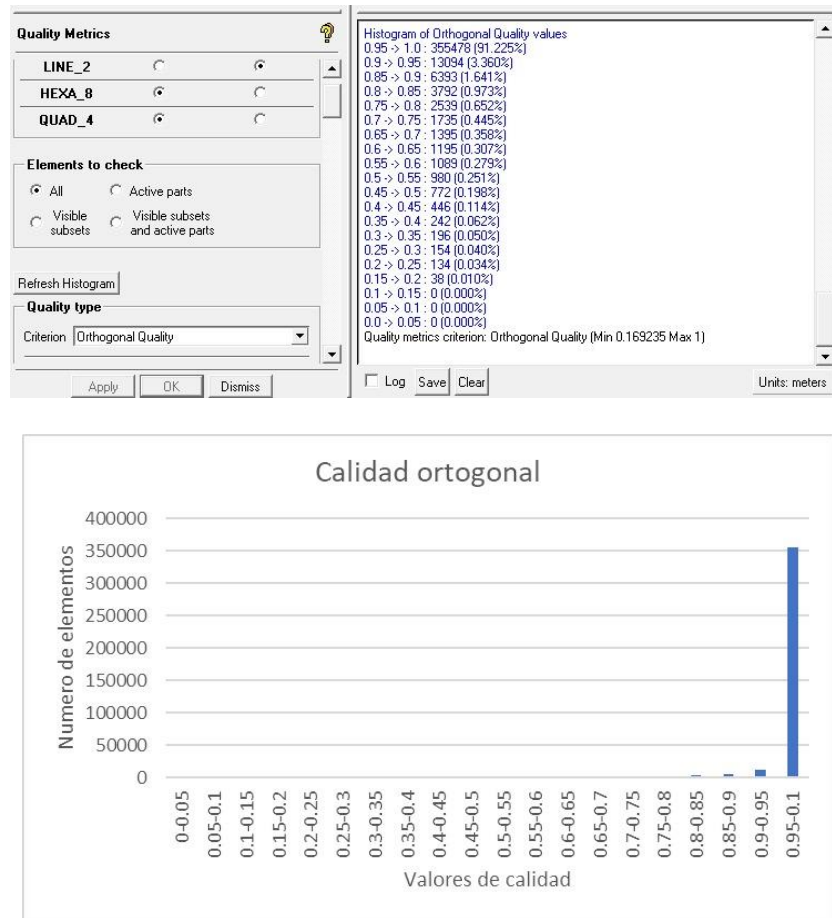 Quality Metrics
LINE_2
HEXA_8
QUAD_4
Elements to check
All
Active parts
Visible subsets
Visible subsets and active parts
Refresh Histogram
Quality type
Criterion Orthogonal Quality
Apply OK Dismiss
Histogram of Orthogonal Quality values
0.95 -> 1.0 : 355478 (91.225%)
0.9 -> 0.95 : 13094 (3.360%)
0.85 -> 0.9 : 6393 (1.641%)
0.8 -> 0.85 : 3792 (0.973%)
0.75 -> 0.8 : 2539 (0.652%)
0.7 -> 0.75 : 1735 (0.445%)
0.65 -> 0.7 : 1395 (0.358%)
0.6 -> 0.65 : 1195 (0.307%)
0.55 -> 0.6 : 1089 (0.279%)
0.5 -> 0.55 : 980 (0.251%)
0.45 -> 0.5 : 772 (0.198%)
0.4 -> 0.45 : 446 (0.114%)
0.35 -> 0.4 : 242 (0.062%)
0.3 -> 0.35 : 196 (0.050%)
0.25 -> 0.3 : 154 (0.040%)
0.2 -> 0.25 : 134 (0.034%)
0.15 -> 0.2 : 38 (0.010%)
0.1 -> 0.15 : 0 (0.000%)
0.05 -> 0.1 : 0 (0.000%)
0.0 -> 0.05 : 0 (0.000%)
Quality metrics criterion: Orthogonal Quality (Min 0.169235 Max 1)
Log Save Clear
Units: meters
Calidad ortogonal
Numero de elementos
400000
350000
300000
250000
200000
150000
100000
50000
0
0-0.05
0.05-0.1
0.1-0.15
0.15-0.2
0.2-0.25
0.25-0.3
0.3-0.35
0.35-0.4
0.4-0.45
0.45-0.5
0.5-0.55
0.55-0.6
0.6-0.65
0.65-0.7
0.7-0.75
0.75-0.8
0.8-0.85
0.85-0.9
0.9-0.95
0.95-0.1
Valores de calidad